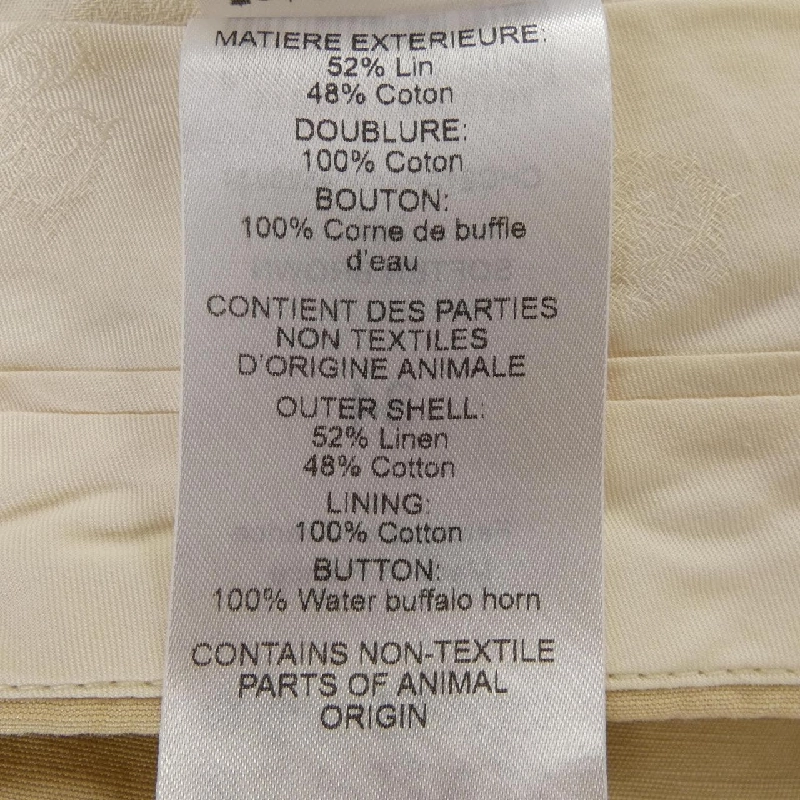 MATIERE EXTERIEURE:
52% Lin
48% Coton
DOUBLURE:
100% Coton
BOUTON:
100% Corne de buffle
d'eau
CONTIENT DES PARTIES
NON TEXTILES
D'ORIGINE ANIMALE
OUTER SHELL:
52% Linen
48% Cotton
LINING:
100% Cotton
BUTTON:
100% Water buffalo horn
CONTAINS NON-TEXTILE
PARTS OF ANIMAL
ORIGIN